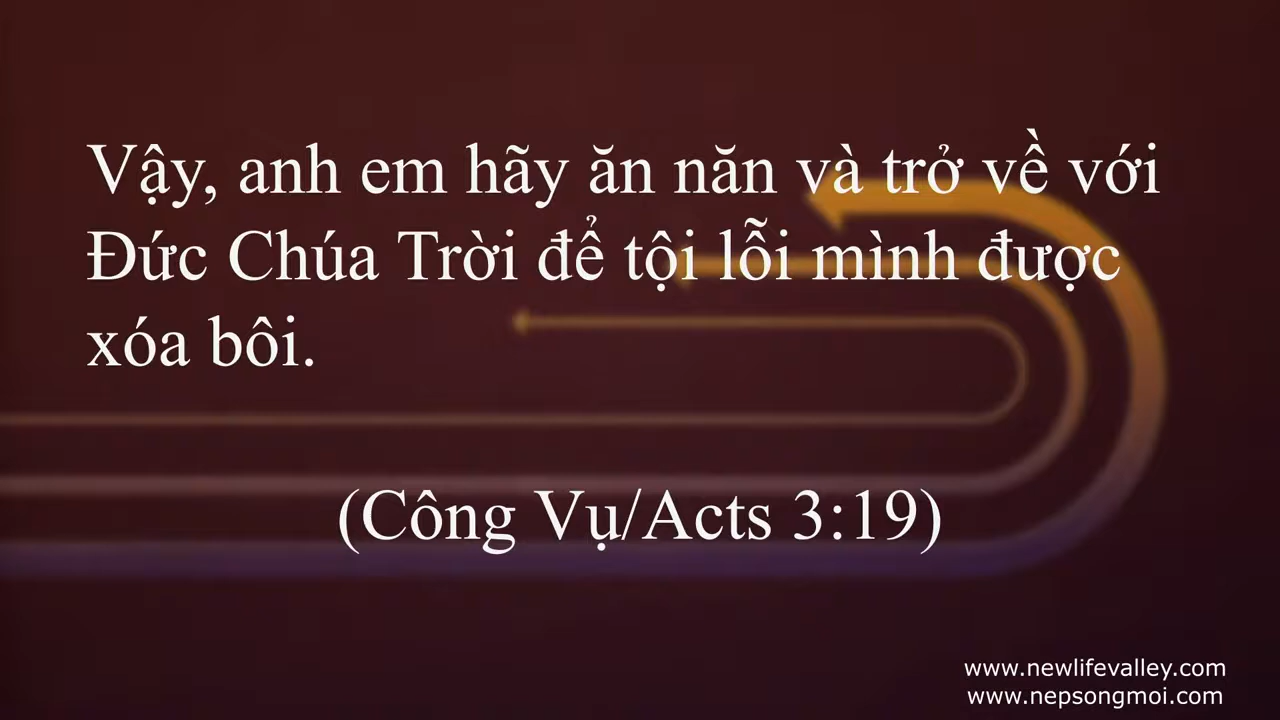 Vậy, anh em hãy ăn năn và trở về với
Đức Chúa Trời để tội lỗi mình được
xóa bôi.
(Công Vụ/Acts 3:19)
www.newlifevalley.com
www.nepsongmoi.com